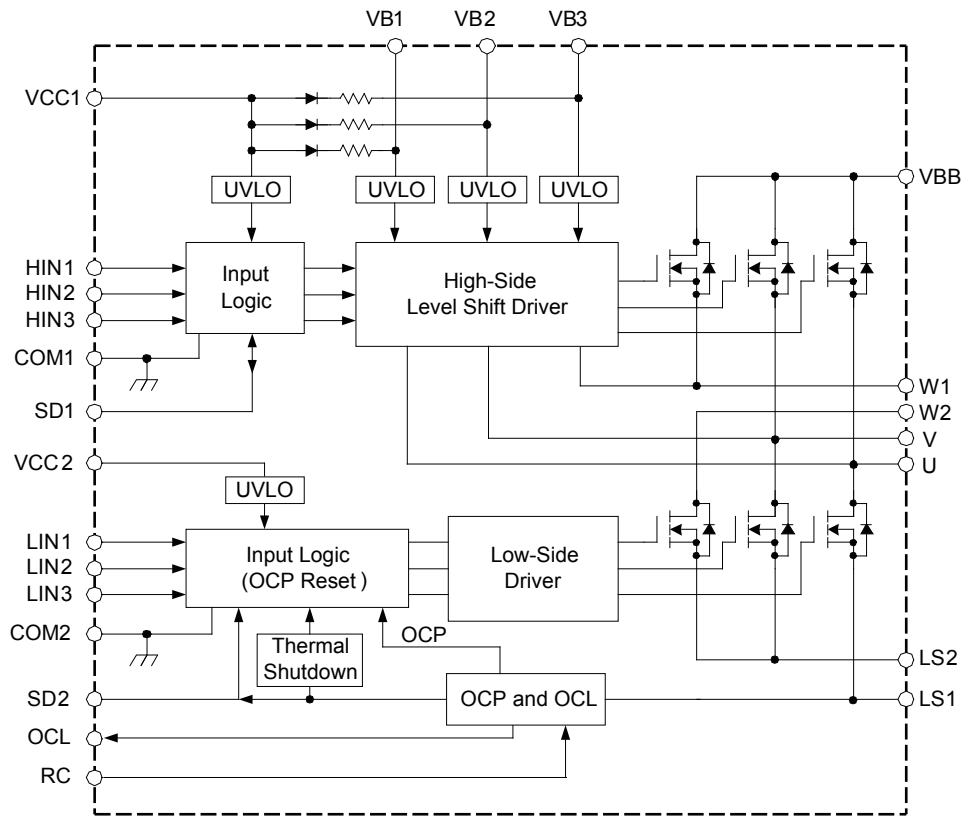 VB1
VB2
VB3
VCC1
UVLO
UVLO
UVLO
UVLO
VBB
HIN1
HIN2
HIN3
Input
Logic
High-Side
Level Shift Driver
COM1
SD1
W1
W2
V
U
VCC2
UVLO
LIN1
LIN2
LIN3
Input Logic
(OCP Reset )
Low-Side
Driver
COM2
OCP
Thermal
Shutdown
LS2
SD2
OCP and OCL
LS1
OCL
RC